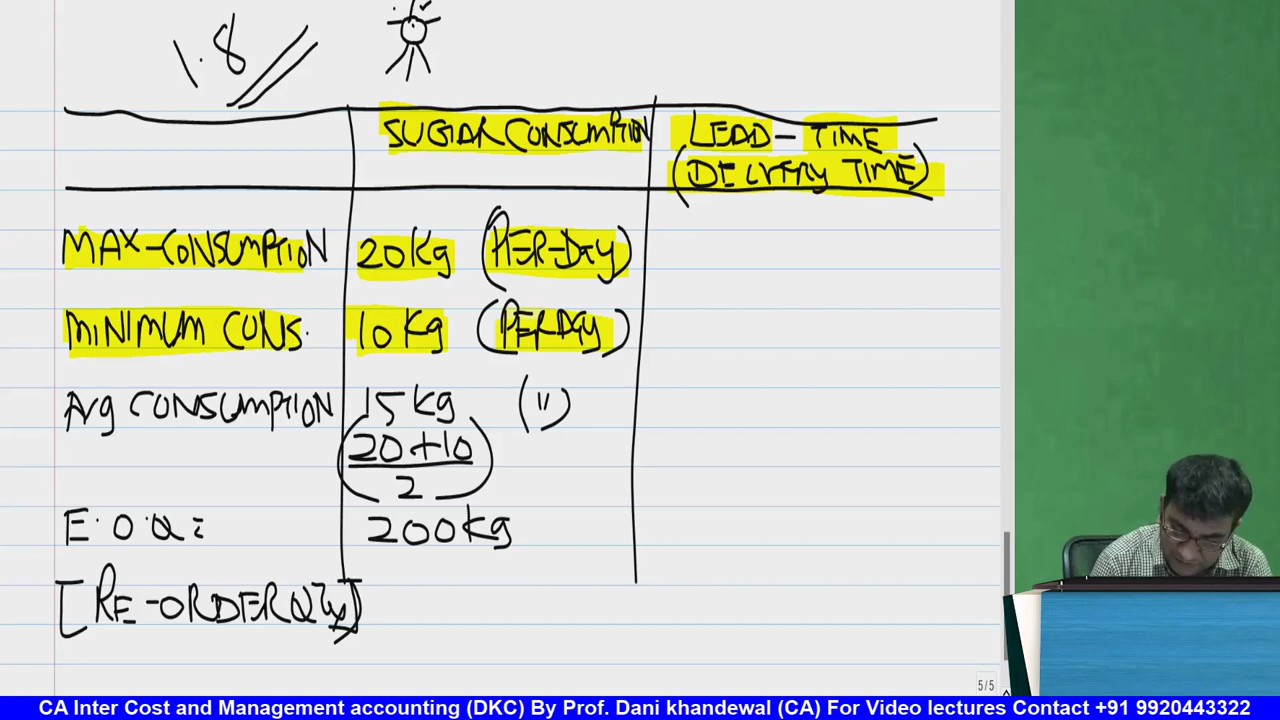 1.8
SUGAR CONSUMPTION LEAD - TIME
(DELIVERY TIME)
MAX-CONSUMPTION 20Kg (PER-DAY)
MINIMUM CONS. 10Kg (PER DAY)
Avg CONSUMPTION 15kg (")
(20+10
2)
E.O.Q: 200kg
[RE-ORDER QTy]
5/5
CA Inter Cost and Management accounting (DKC) By Prof. Dani khandewal (CA) For Video lectures Contact +91 9920443322